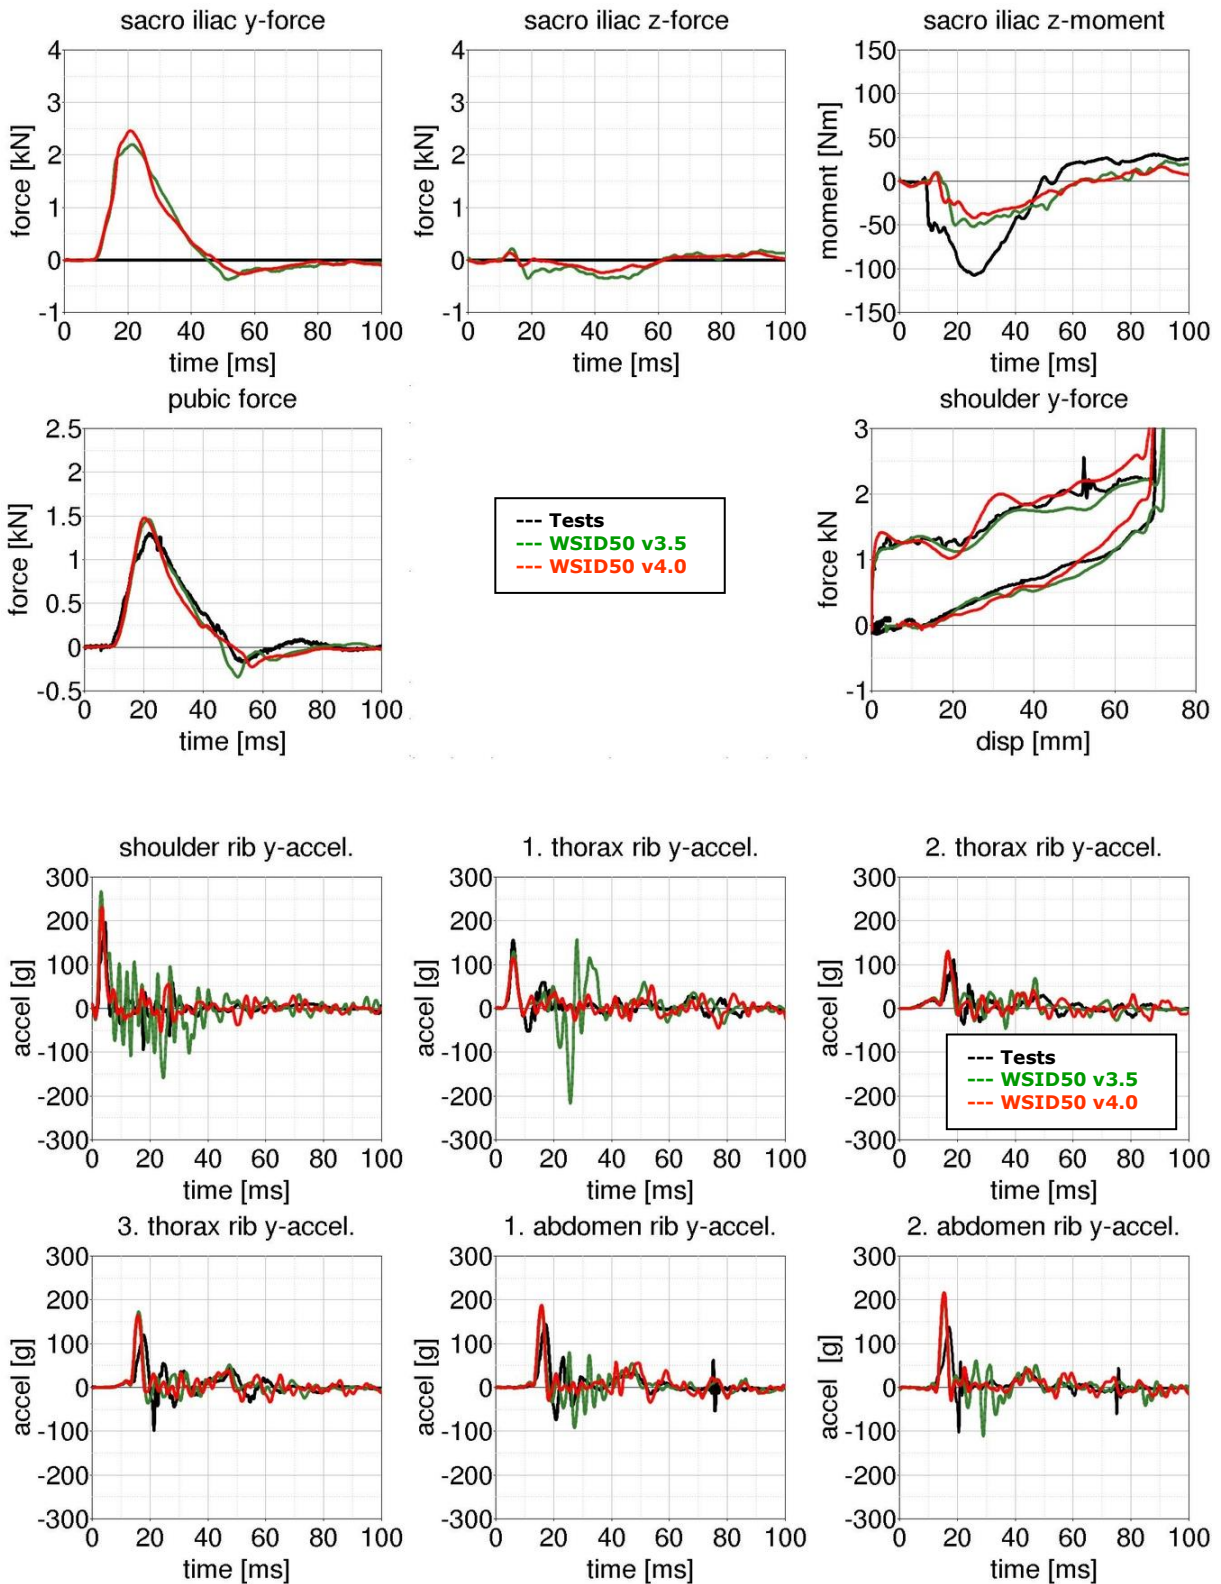 sacro iliac y-force
sacro iliac z-force
sacro iliac z-moment
force [kN]
4
3
2
1
0
-1
0 20 40 60 80 100
time [ms]
force [kN]
4
3
2
1
0
-1
0 20 40 60 80 100
time [ms]
moment [Nm]
150
100
50
0
-50
-100
-150
0 20 40 60 80 100
time [ms]
pubic force
shoulder y-force
force [kN]
2.5
2
1.5
1
0.5
0
-0.5
0 20 40 60 80 100
time [ms]
--- Tests
--- WSID50 v3.5
--- WSID50 v4.0
force kN
3
2
1
0
-1
0 20 40 60 80
disp [mm]
shoulder rib y-accel.
1. thorax rib y-accel.
2. thorax rib y-accel.
accel [g]
300
200
100
0
-100
-200
-300
0 20 40 60 80 100
time [ms]
accel [g]
300
200
100
0
-100
-200
-300
0 20 40 60 80 100
time [ms]
accel [g]
300
200
100
0
-100
-200
-300
0 20 40 60 80 100
time [ms]
--- Tests
--- WSID50 v3.5
--- WSID50 v4.0
3. thorax rib y-accel.
1. abdomen rib y-accel.
2. abdomen rib y-accel.
accel [g]
300
200
100
0
-100
-200
-300
0 20 40 60 80 100
time [ms]
accel [g]
300
200
100
0
-100
-200
-300
0 20 40 60 80 100
time [ms]
accel [g]
300
200
100
0
-100
-200
-300
0 20 40 60 80 100
time [ms]